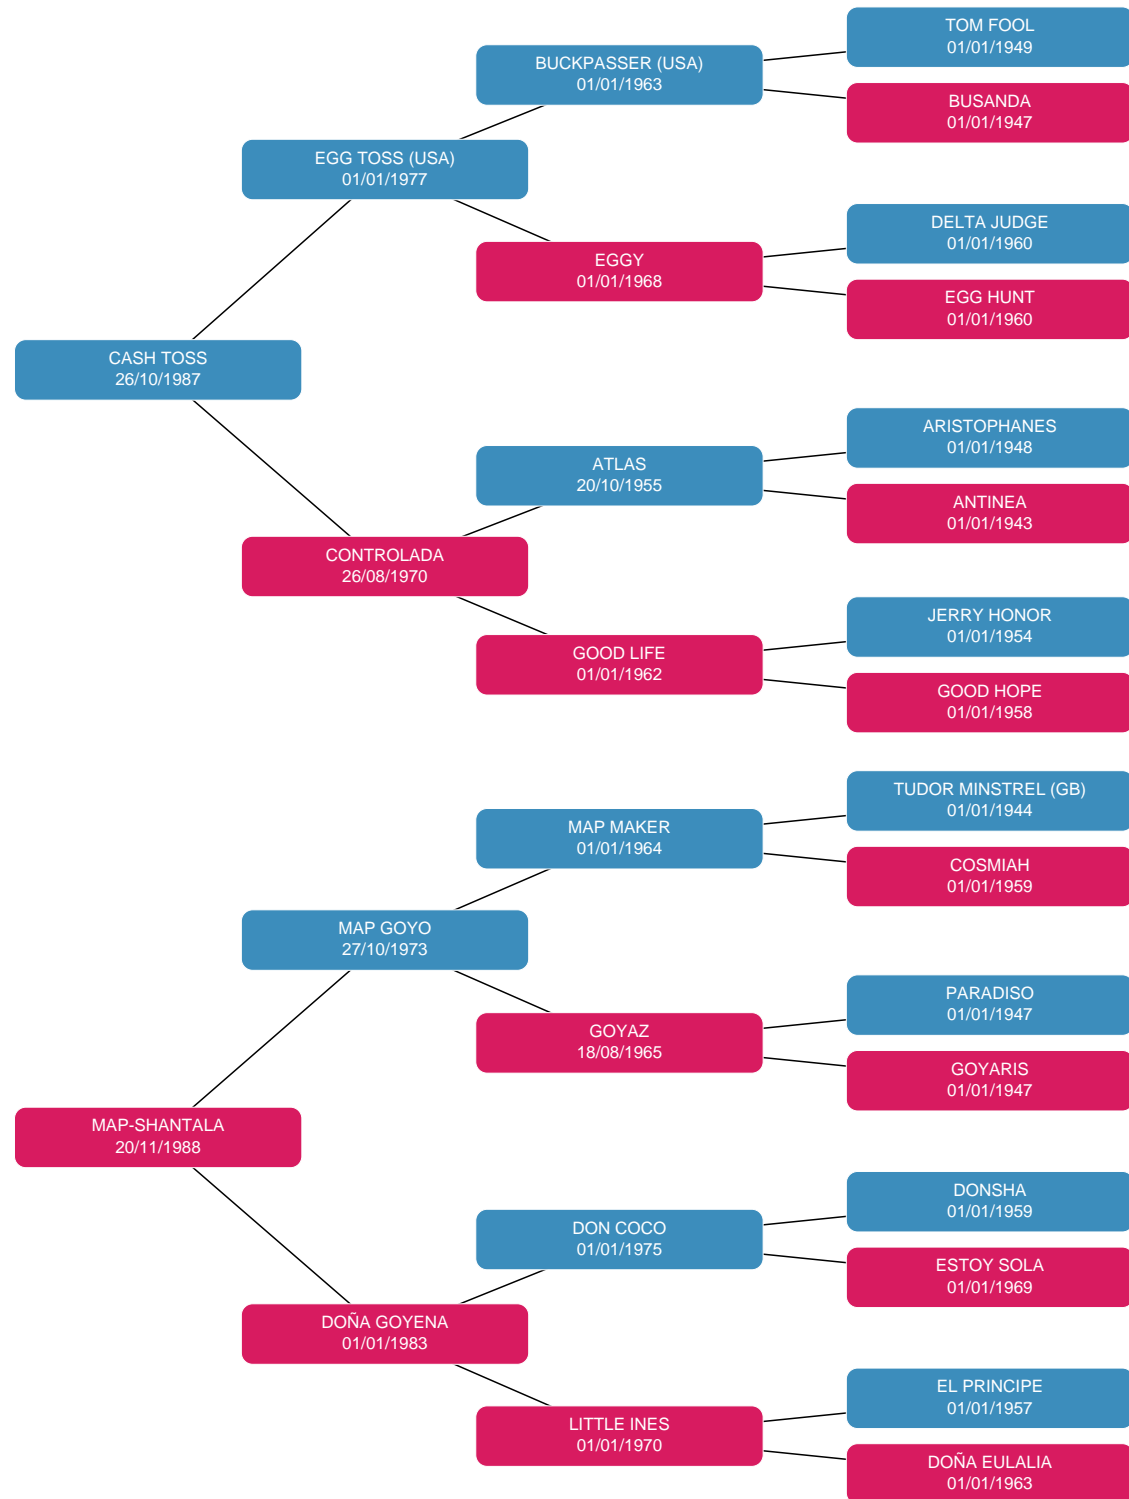 TOM FOOL
01/01/1949
BUCKPASSER (USA)
01/01/1963
BUSANDA
01/01/1947
EGG TOSS (USA)
01/01/1977
DELTA JUDGE
01/01/1960
EGGY
01/01/1968
EGG HUNT
01/01/1960
CASH TOSS
26/10/1987
ARISTOPHANES
01/01/1948
ATLAS
20/10/1955
ANTINEA
01/01/1943
CONTROLADA
26/08/1970
JERRY HONOR
01/01/1954
GOOD LIFE
01/01/1962
GOOD HOPE
01/01/1958
TUDOR MINSTREL (GB)
01/01/1944
MAP MAKER
01/01/1964
COSMIAH
01/01/1959
MAP GOYO
27/10/1973
PARADISO
01/01/1947
GOYAZ
18/08/1965
GOYARIS
01/01/1947
MAP-SHANTALA
20/11/1988
DONSHA
01/01/1959
DON COCO
01/01/1975
ESTOY SOLA
01/01/1969
DOÑA GOYENA
01/01/1983
EL PRINCIPE
01/01/1957
LITTLE INES
01/01/1970
DOÑA EULALIA
01/01/1963